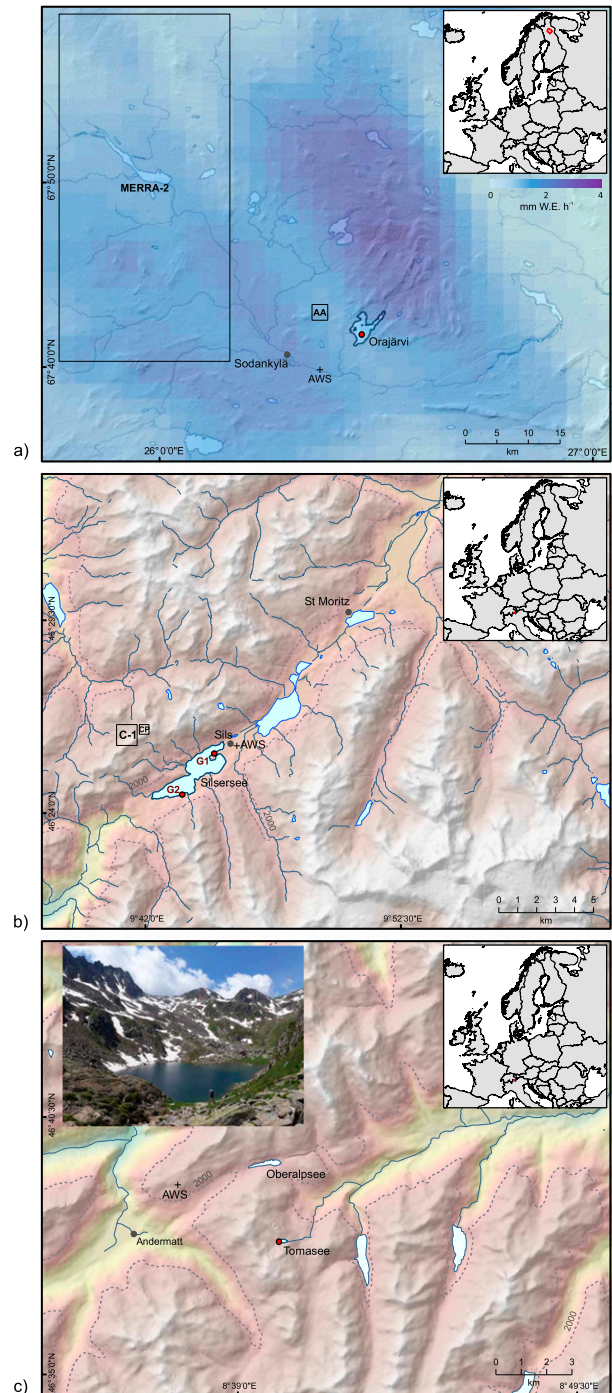 0
4
mm W.E. h⁻¹
67°50'0"N
MERRA-2
AA
Orajärvi
Sodankylä
+
AWS
67°40'0"N
0 5 10 15
km
a)
26°0'0"E
27°0'0"E
St Moritz
46°28'30"N
C-1
CP
Sils
+AWS
G1
2000
Silsersee
G2
2000
46°24'0"N
0 1 2 3 4 5
km
b)
9°42'0"E
9°52'30"E
46°40'30"N
Oberalpsee
2000
+
AWS
Andermatt
Tomasee
2000
46°35'0"N
0 1 2 3
km
c)
8°39'0"E
8°49'30"E